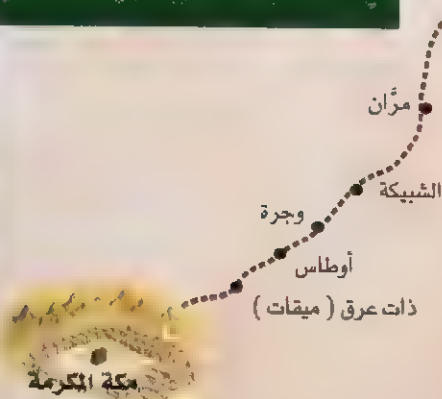 مرَّان
الشبيكة
وجرة
أوطاس
ذات عرق ( ميقات )
مكة المكرمة